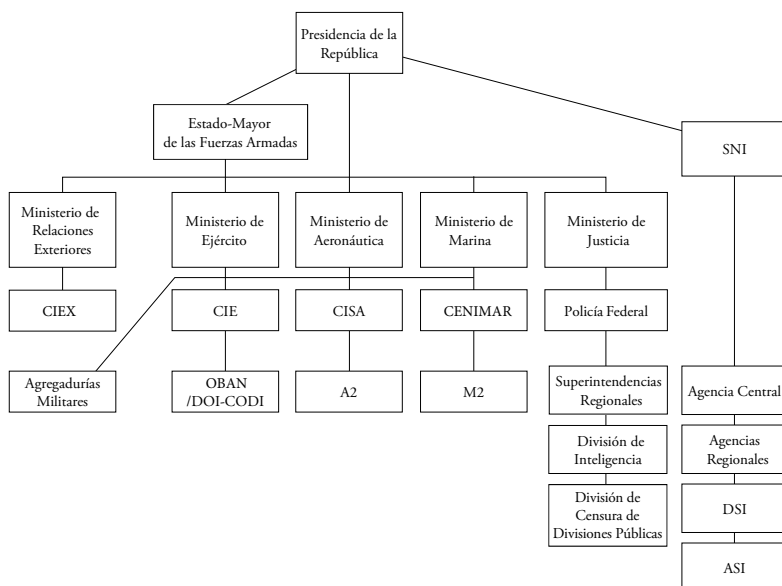 Presidencia de la
República
Estado-Mayor
de las Fuerzas Armadas
SNI
Ministerio de
Relaciones
Exteriores
Ministerio de
Ejército
Ministerio de
Aeronáutica
Ministerio de
Marina
Ministerio de
Justicia
CIEX
CIE
CISA
CENIMAR
Policía Federal
Agregadurías
Militares
OBAN
/DOI-CODI
A2
M2
Superintendencias
Regionales
Agencia Central
División de
Inteligencia
Agencias
Regionales
División de
Censura de
Divisiones Públicas
DSI
ASI